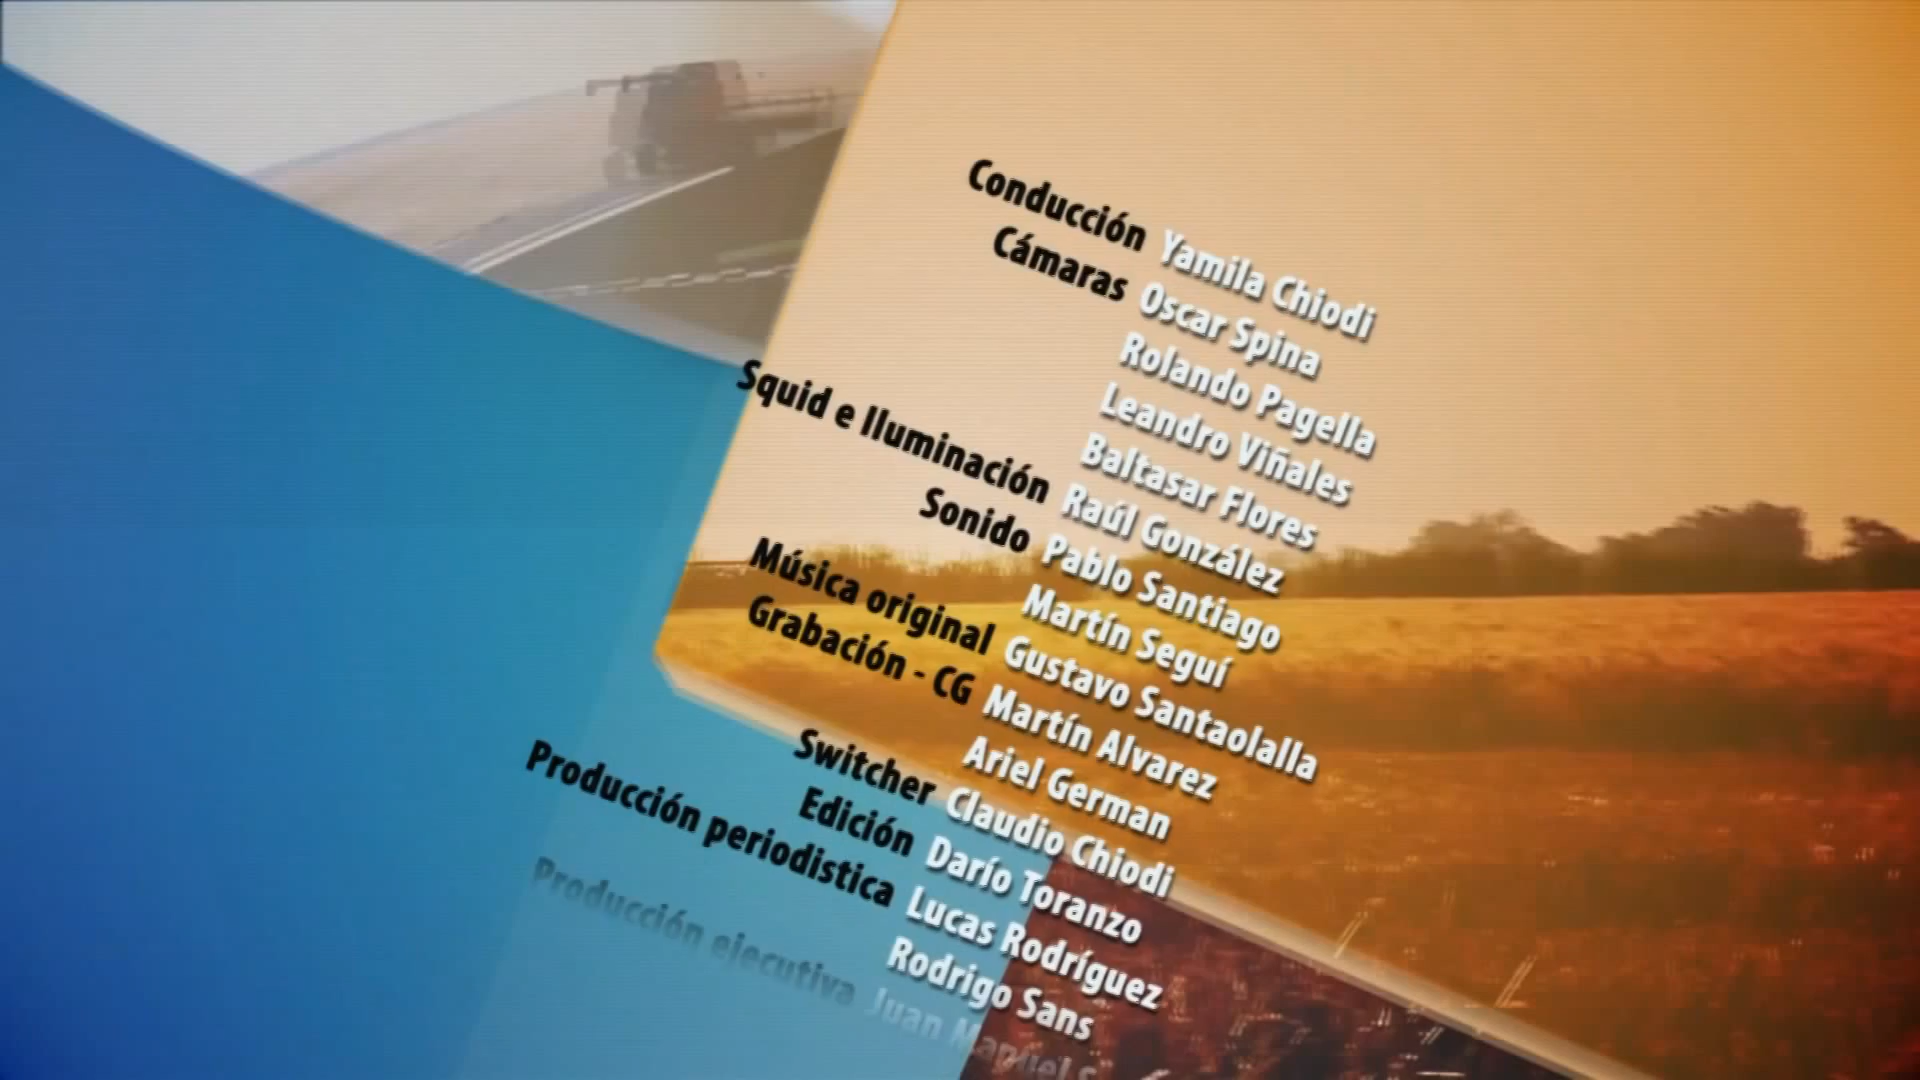 Conducción Yamila Chiodi
Cámaras Oscar Spina
Rolando Pagella
Leandro Viñales
Baltasar Flores
Squid e Iluminación Raúl González
Sonido Pablo Santiago
Martín Seguí
Música original Gustavo Santaolalla
Grabación - CG Martín Alvarez
Ariel German
Switcher Claudio Chiodi
Edición Darío Toranzo
Producción periodistica Lucas Rodríguez
Rodrigo Sans
Producción ejecutiva Juan Manuel